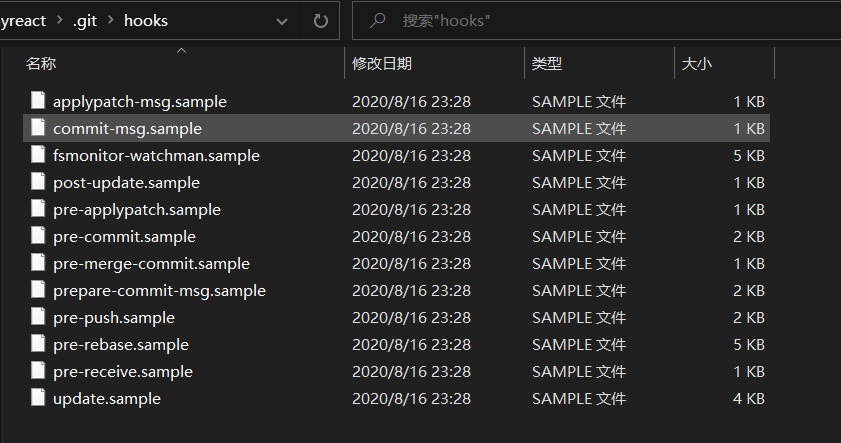 yreact > .git > hooks 搜索"hooks"
名称 修改日期 类型 大小
applypatch-msg.sample 2020/8/16 23:28 SAMPLE 文件 1 KB
commit-msg.sample 2020/8/16 23:28 SAMPLE 文件 1 KB
fsmonitor-watchman.sample 2020/8/16 23:28 SAMPLE 文件 5 KB
post-update.sample 2020/8/16 23:28 SAMPLE 文件 1 KB
pre-applypatch.sample 2020/8/16 23:28 SAMPLE 文件 1 KB
pre-commit.sample 2020/8/16 23:28 SAMPLE 文件 2 KB
pre-merge-commit.sample 2020/8/16 23:28 SAMPLE 文件 1 KB
prepare-commit-msg.sample 2020/8/16 23:28 SAMPLE 文件 2 KB
pre-push.sample 2020/8/16 23:28 SAMPLE 文件 2 KB
pre-rebase.sample 2020/8/16 23:28 SAMPLE 文件 5 KB
pre-receive.sample 2020/8/16 23:28 SAMPLE 文件 1 KB
update.sample 2020/8/16 23:28 SAMPLE 文件 4 KB